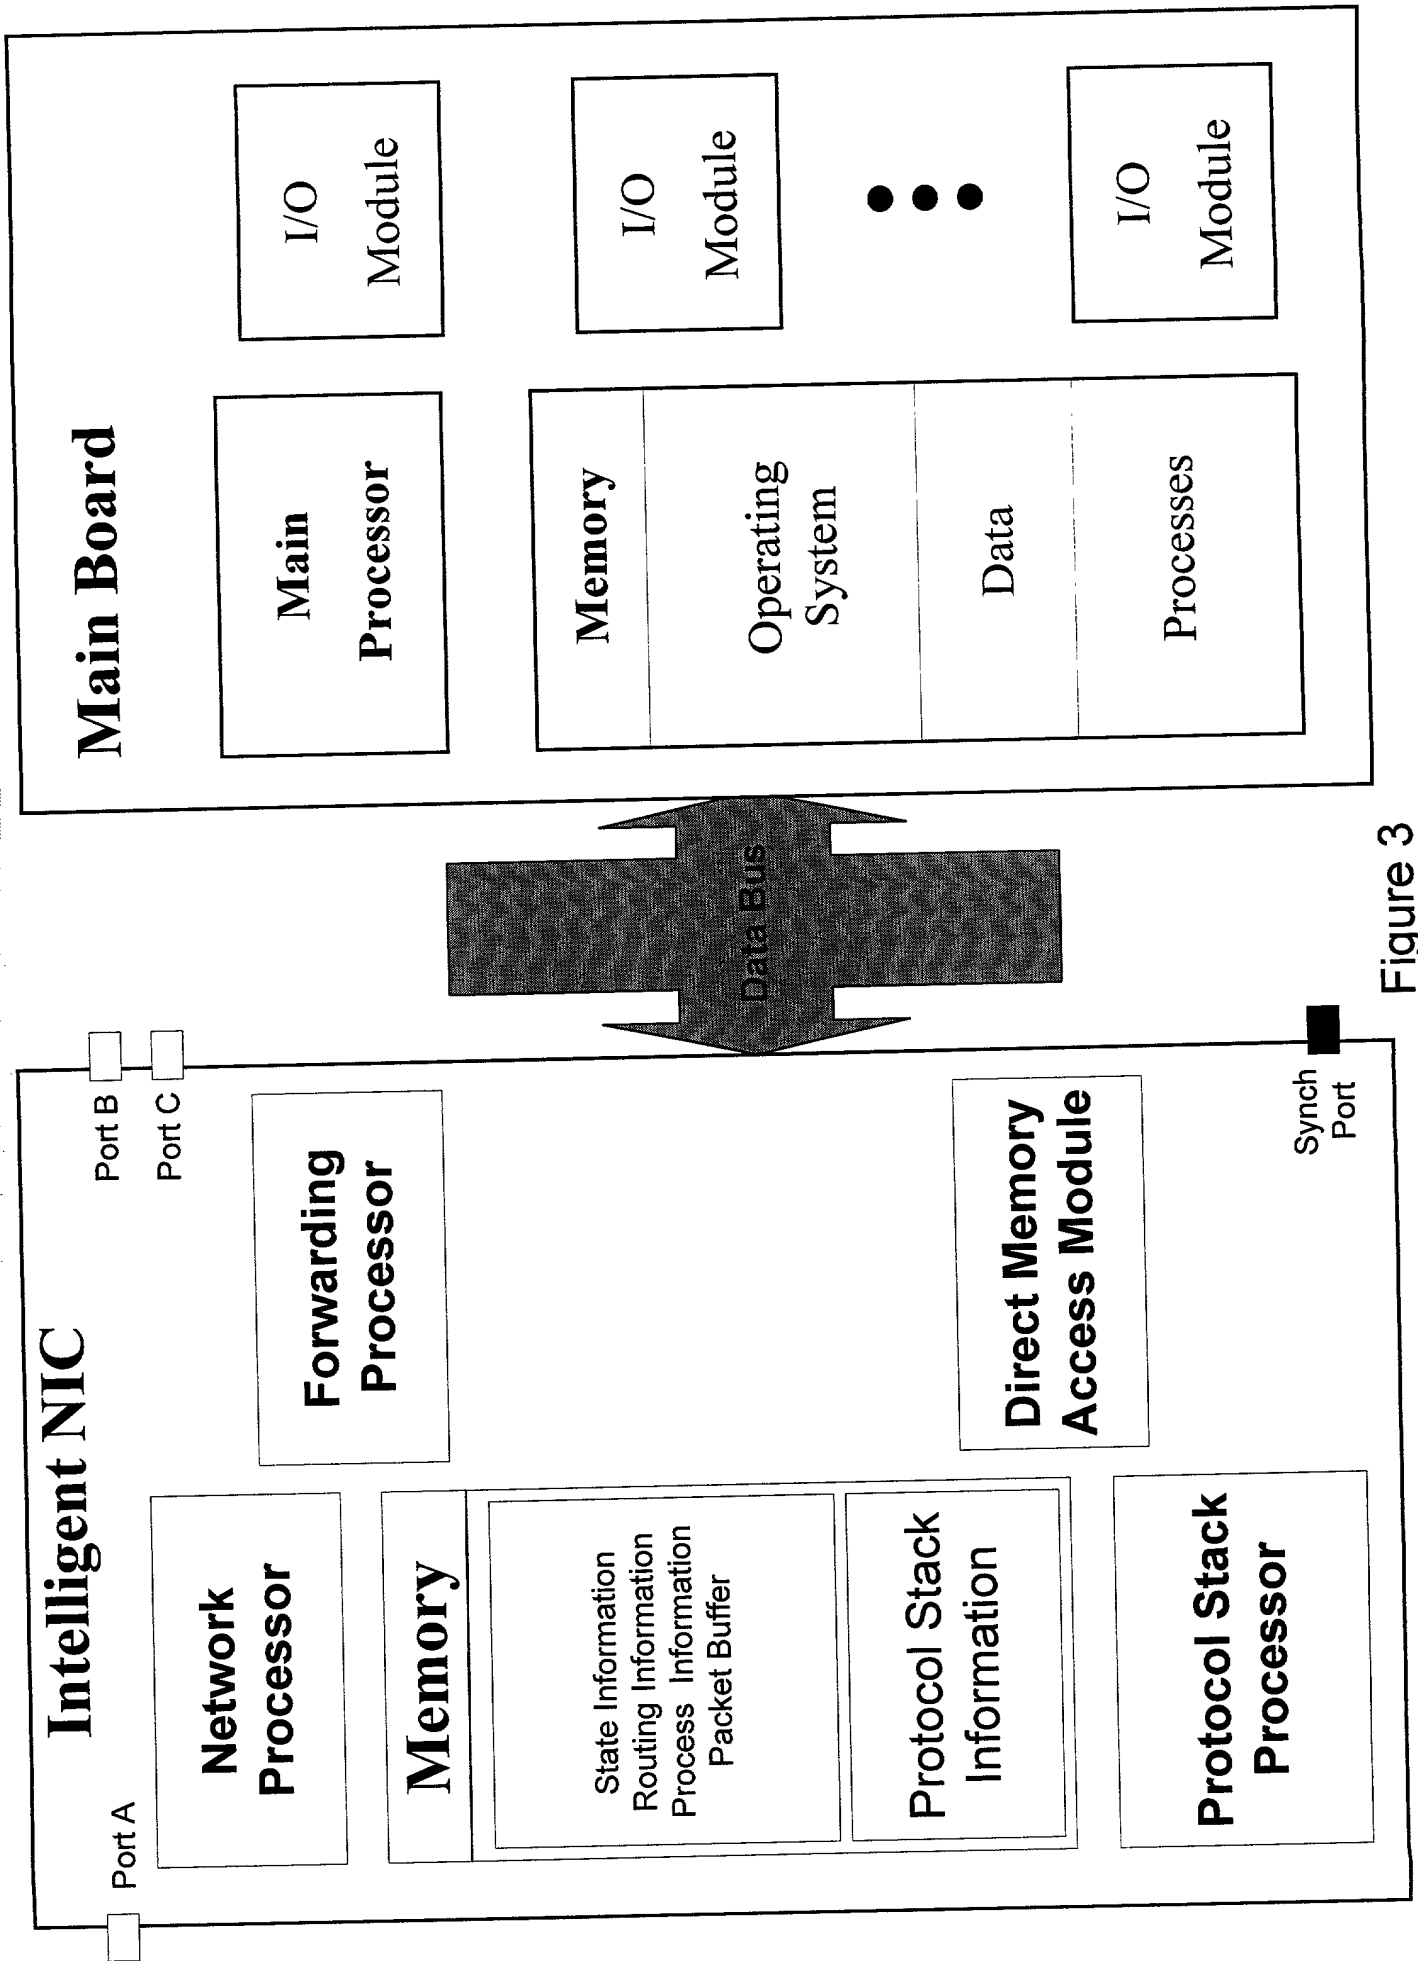 Intelligent NIC
Port A
Port B
Port C
Network
Processor
Forwarding
Processor
Memory
State Information
Routing Information
Process Information
Packet Buffer
Protocol Stack
Information
Direct Memory
Access Module
Protocol Stack
Processor
Synch
Port
Data Bus
Main Board
Main
Processor
I/O
Module
Memory
Operating
System
Data
Processes
I/O
Module
I/O
Module
Figure 3